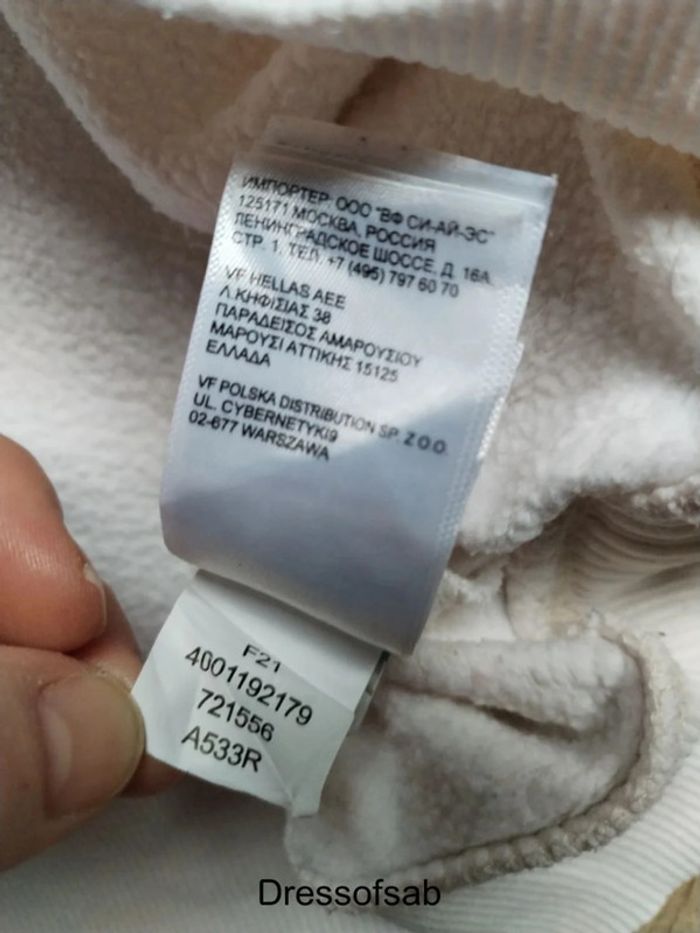 ИМПОРТЕР: ООО "ВФ СИ-АЙ-ЭС"
125171 МОСКВА, РОССИЯ
ЛЕНИНГРАДСКОЕ ШОССЕ, Д. 16А,
СТР. 1. ТЕЛ. +7 (495) 797 60 70
VF HELLAS AEE
Λ.ΚΗΦΙΣΙΑΣ 38
ΠΑΡΑΔΕΙΣΟΣ ΑΜΑΡΟΥΣΙΟΥ
ΜΑΡΟΥΣΙ ΑΤΤΙΚΗΣ 15125
ΕΛΛΑΔΑ
VF POLSKA DISTRIBUTION SP. Z O.O.
UL. CYBERNETYKI9
02-677 WARSZAWA
F21
4001192179
721556
A533R
Dressofsab